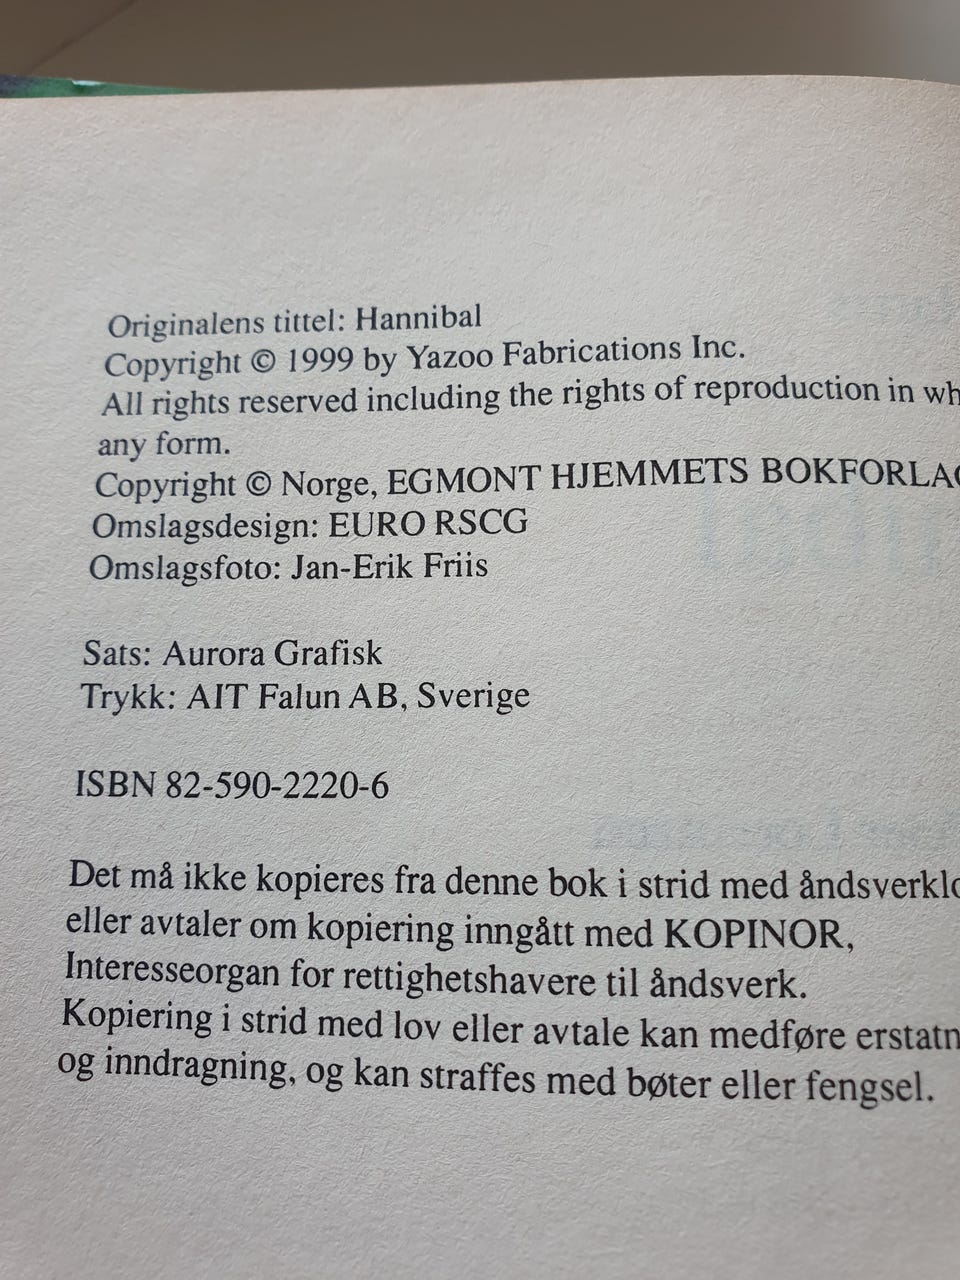 Originalens tittel: Hannibal
Copyright © 1999 by Yazoo Fabrications Inc.
All rights reserved including the rights of reproduction in
any form.
Copyright © Norge, EGMONT HJEMMETS
Omslagsdesign: EURO RSCG
Omslagsfoto: Jan-Erik Friis
Sats: Aurora Grafisk
Trykk: AIT Falun AB, Sverige
ISBN 82-590-2220-6
Det må ikke kopieres fra denne bok i strid med
eller avtaler om kopiering inngått med KOPINOR,
Interesseorgan for rettighetshavere til åndsverk.
Kopiering i strid med lov eller avtale kan medføre
og inndragning, og kan straffes med bøter eller fengsel.